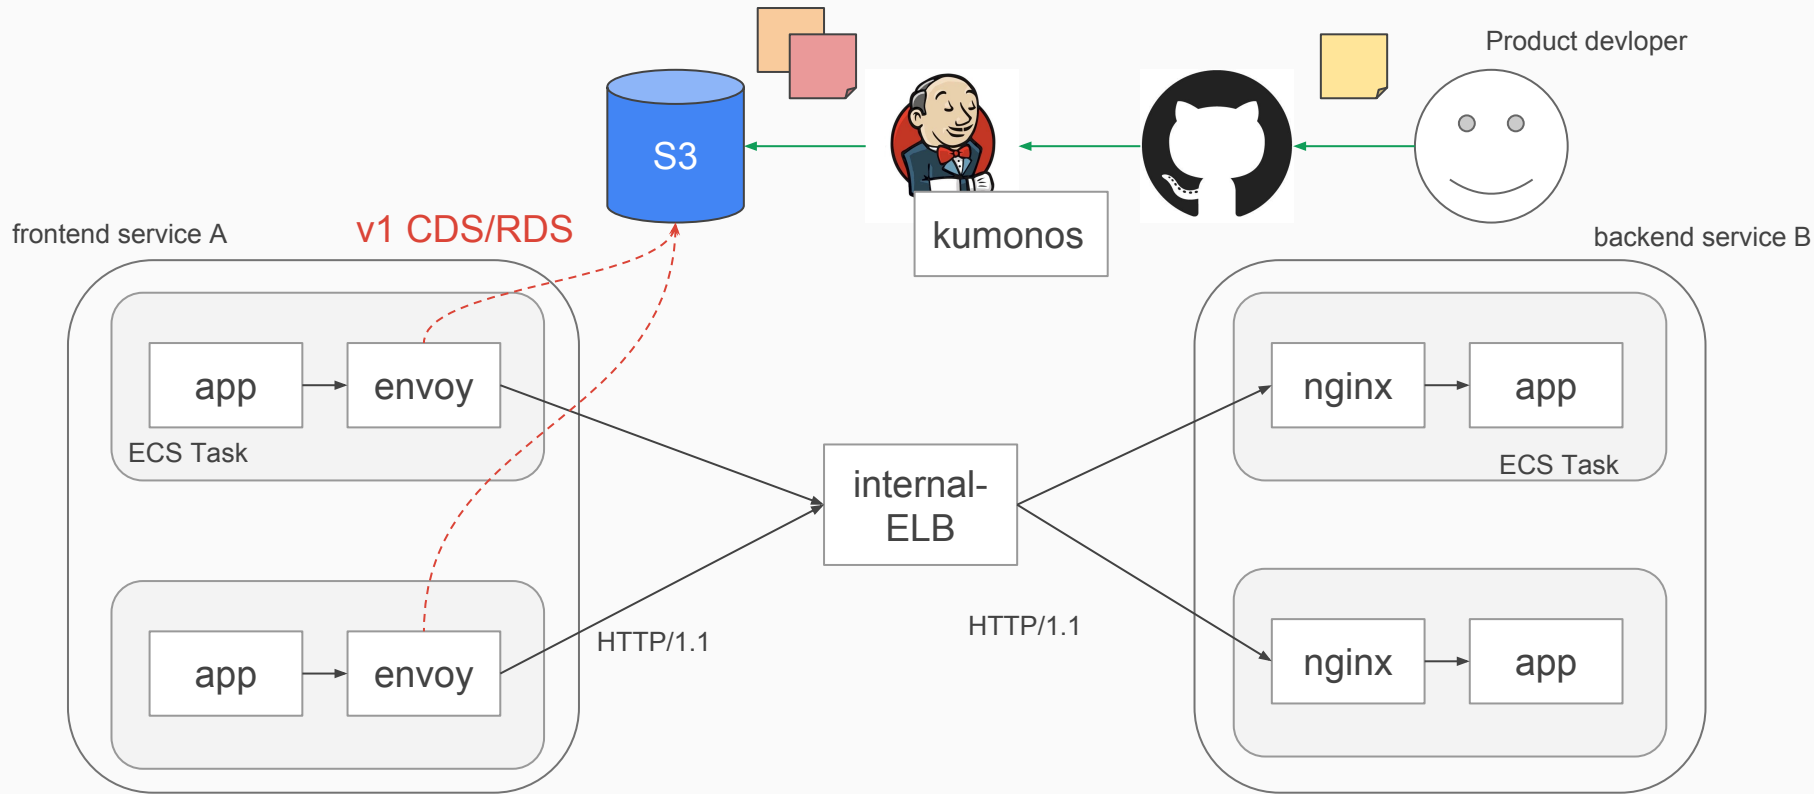 Product devloper
S3
kumonos
v1 CDS/RDS
frontend service A
backend service B
app
envoy
ECS Task
nginx
app
ECS Task
internal-
ELB
HTTP/1.1
HTTP/1.1
app
envoy
nginx
app